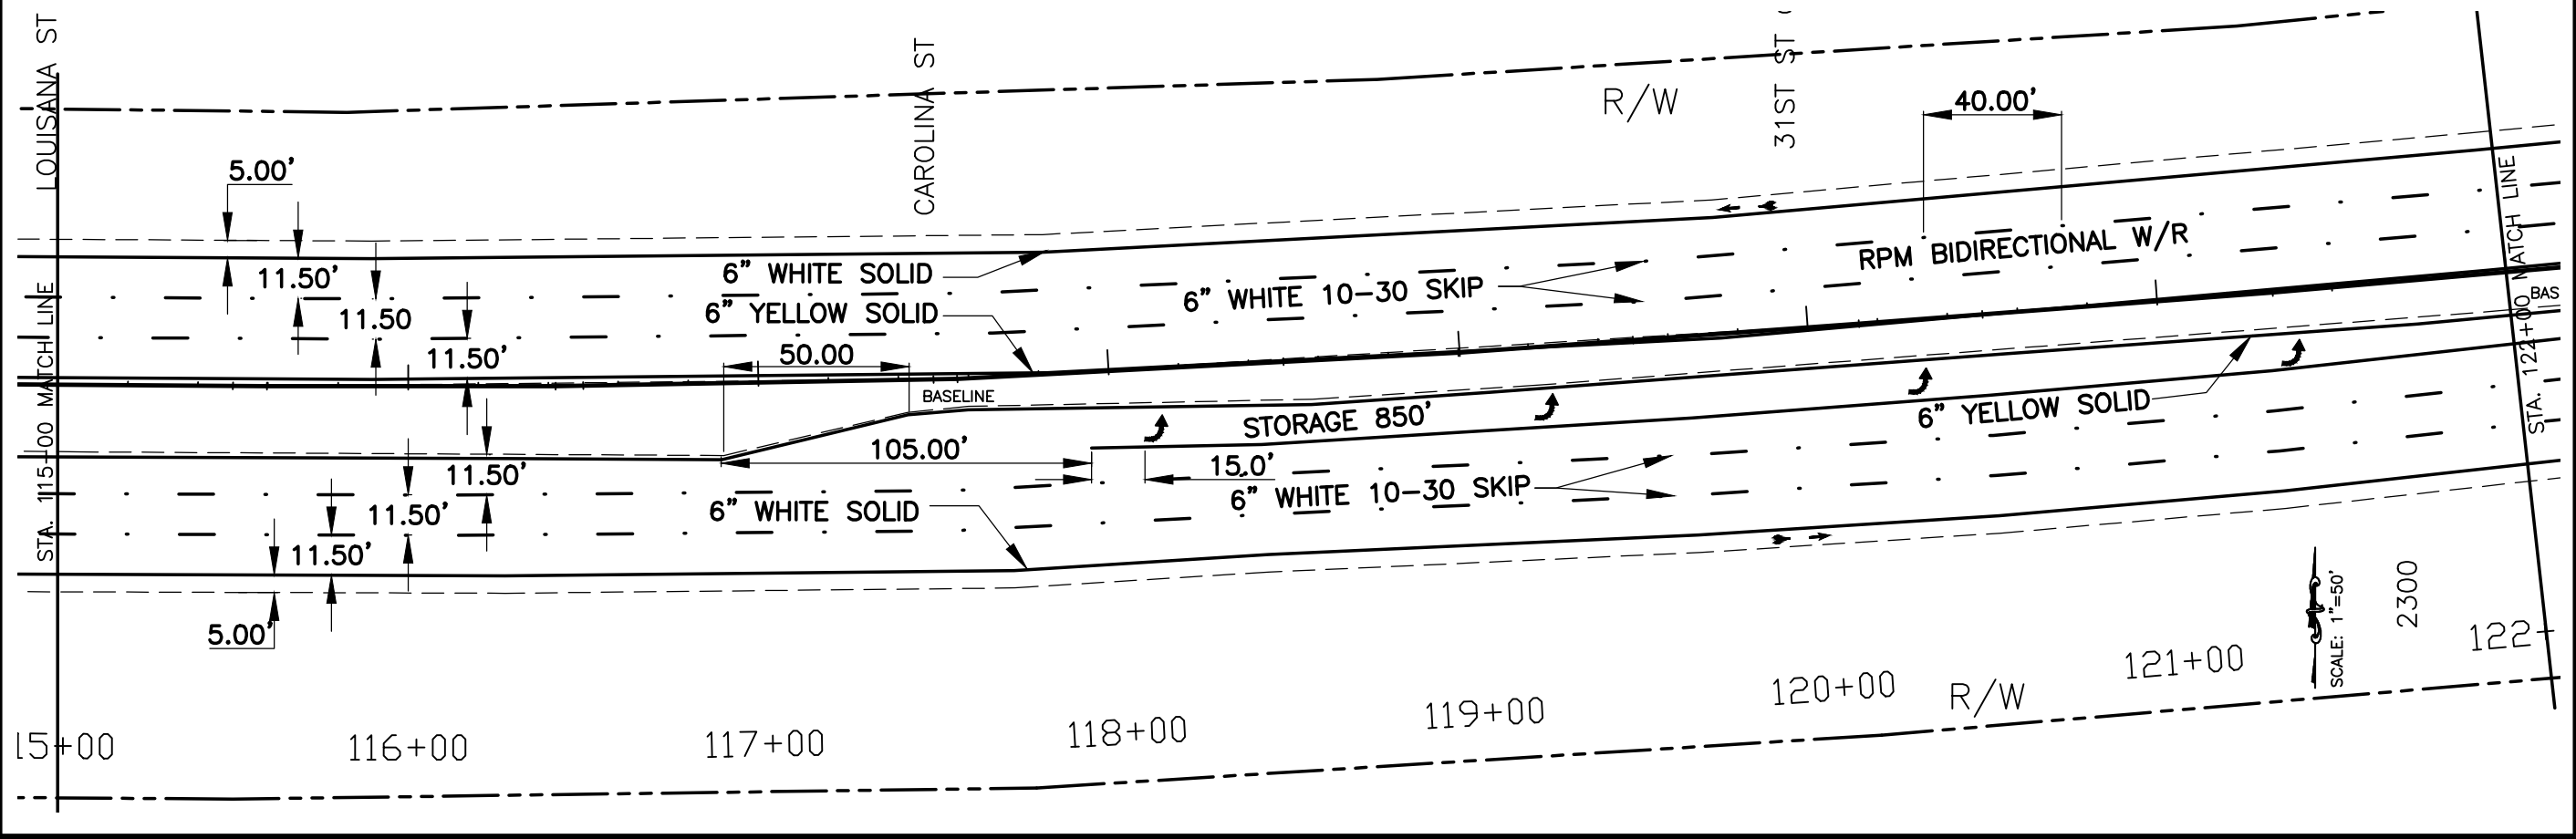 LOUISANA ST
CAROLINA ST
31ST ST
R/W
40.00'
5.00'
11.50'
11.50
11.50'
6" WHITE SOLID
6" YELLOW SOLID
6" WHITE 10-30 SKIP
RPM BIDIRECTIONAL W/R
50.00
BASELINE
BAS
STORAGE 850'
6" YELLOW SOLID
105.00'
15.0'
11.50'
11.50'
11.50'
6" WHITE SOLID
6" WHITE 10-30 SKIP
5.00'
STA. 115+00 MATCH LINE
STA. 122+00 MATCH LINE
SCALE: 1"=50'
2300
15+00
116+00
117+00
118+00
119+00
120+00
121+00
122+
R/W